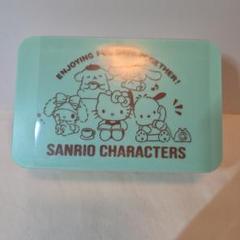 ENJOYING TOGETHER!
SANRIO CHARACTERS